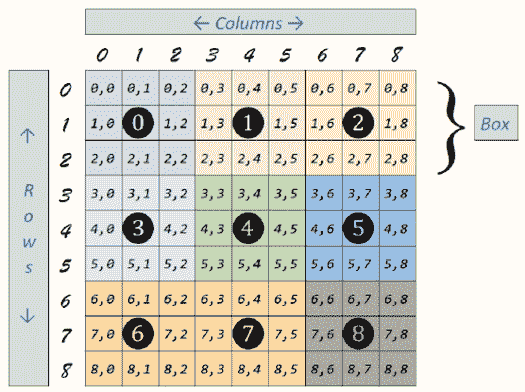 ← Columns →
0 1 2 3 4 5 6 7 8
0 0,0 0,1 0,2 0,3 0,4 0,5 0,6 0,7 0,8
1 1,0 0 1,2 1,3 1 1,5 1,6 2 1,8
2 2,0 2,1 2,2 2,3 2,4 2,5 2,6 2,7 2,8
Box
3 3,0 3,1 3,2 3,3 3,4 3,5 3,6 3,7 3,8
4 4,0 3 4,2 4,3 4 4,5 4,6 5 4,8
5 5,0 5,1 5,2 5,3 5,4 5,5 5,6 5,7 5,8
6 6,0 6,1 6,2 6,3 6,4 6,5 6,6 6,7 6,8
7 7,0 6 7,2 7,3 7 7,5 7,6 8 7,8
8 8,0 8,1 8,2 8,3 8,4 8,5 8,6 8,7 8,8
← Rows →